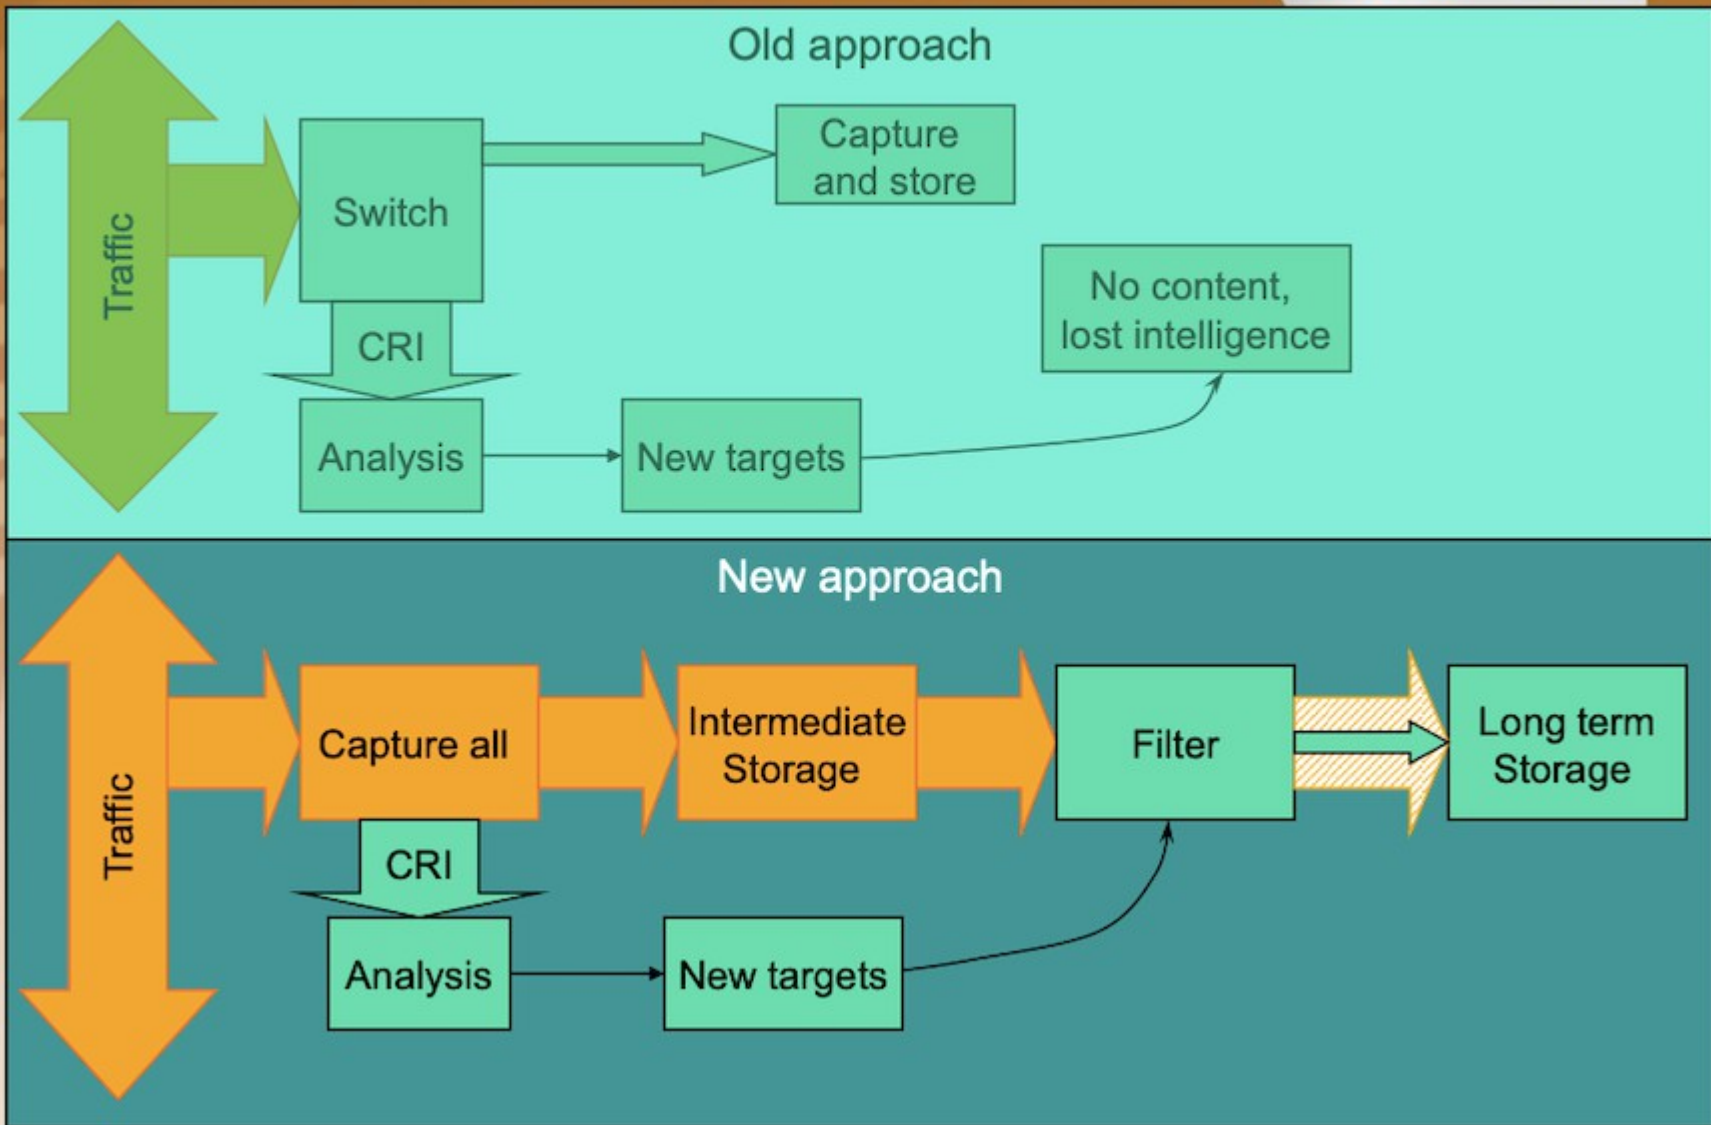 Old approach
Traffic
Switch
Capture
and store
CRI
No content,
lost intelligence
Analysis
New targets
New approach
Traffic
Capture all
Intermediate
Storage
Filter
Long term
Storage
CRI
Analysis
New targets